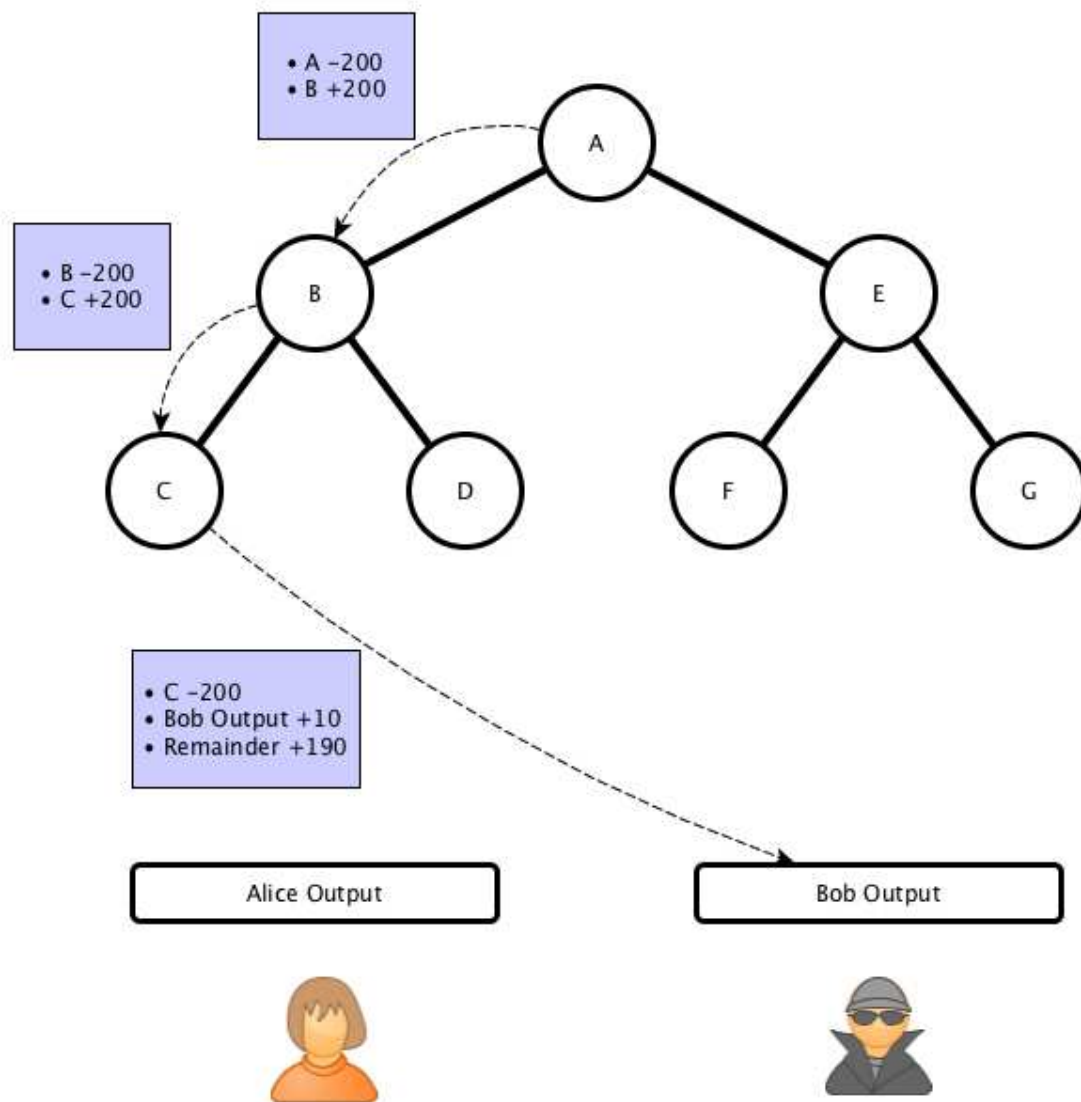 • A -200
• B +200
A
• B -200
• C +200
B
E
C
D
F
G
• C -200
• Bob Output +10
• Remainder +190
Alice Output
Bob Output